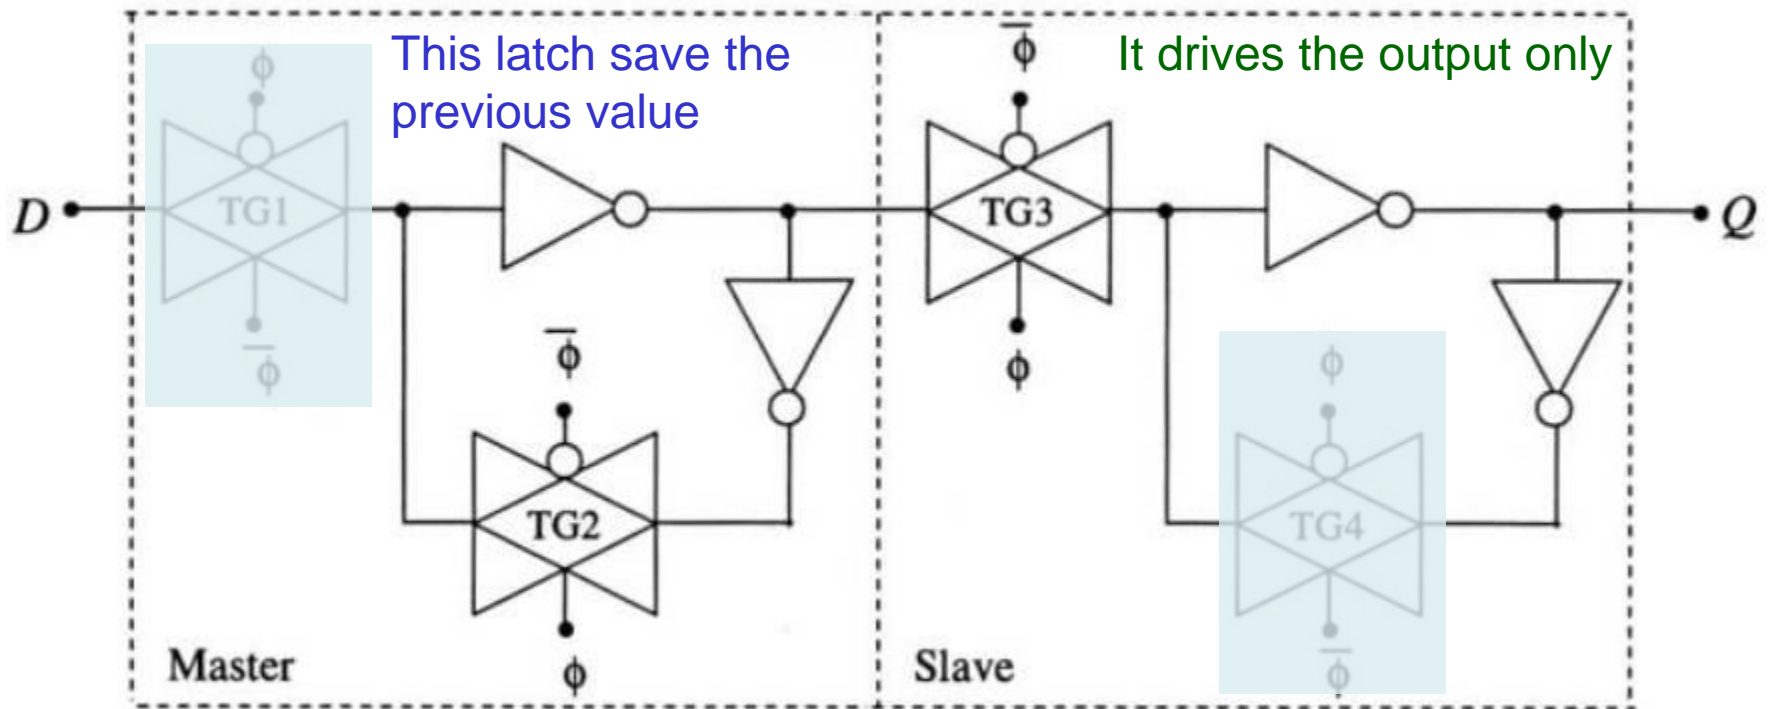 This latch save the
previous value
It drives the output only
ϕ
TG1
ϕ̅
D
ϕ̅
TG2
ϕ
Master
ϕ̅
TG3
ϕ
Q
ϕ
TG4
ϕ̅
Slave